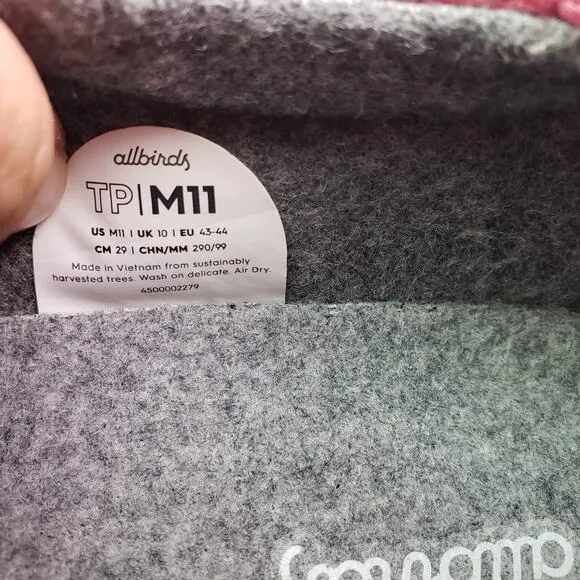 allbirds
TP|M11
US M11 | UK 10 | EU 43-44
CM 29 | CHN/MM 290/99
Made in Vietnam from sustainably
harvested trees. Wash on delicate. Air Dry.
4500002279